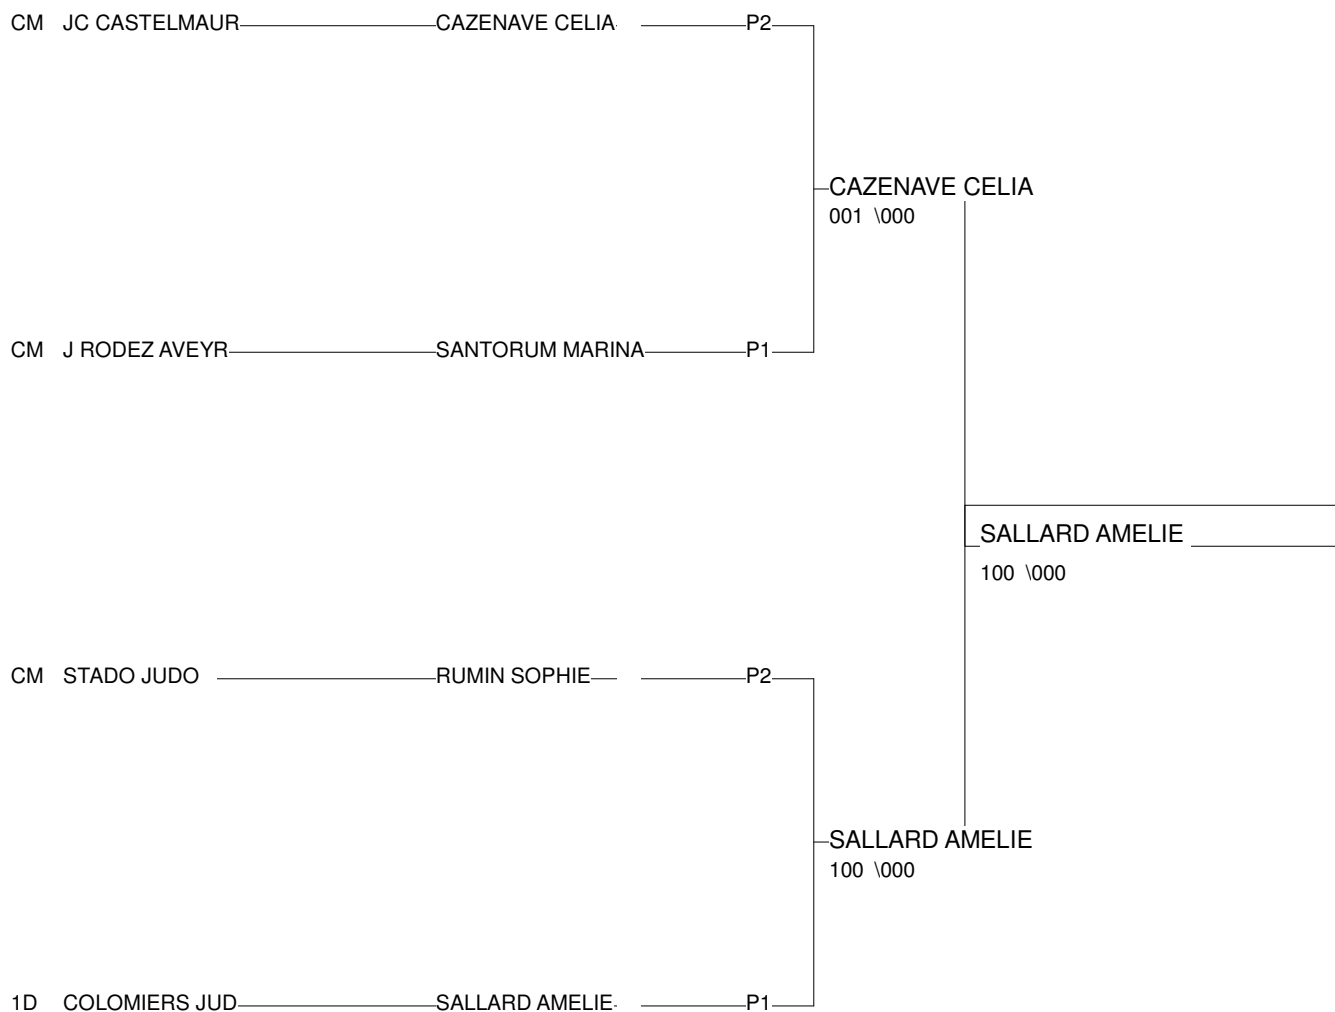 CM JC CASTELMAUR CAZENAVE CELIA P2
CAZENAVE CELIA
001 \000
CM J RODEZ AVEYR SANTORUM MARINA P1
SALLARD AMELIE
100 \000
CM STADO JUDO RUMIN SOPHIE P2
SALLARD AMELIE
100 \000
1D COLOMIERS JUD SALLARD AMELIE P1